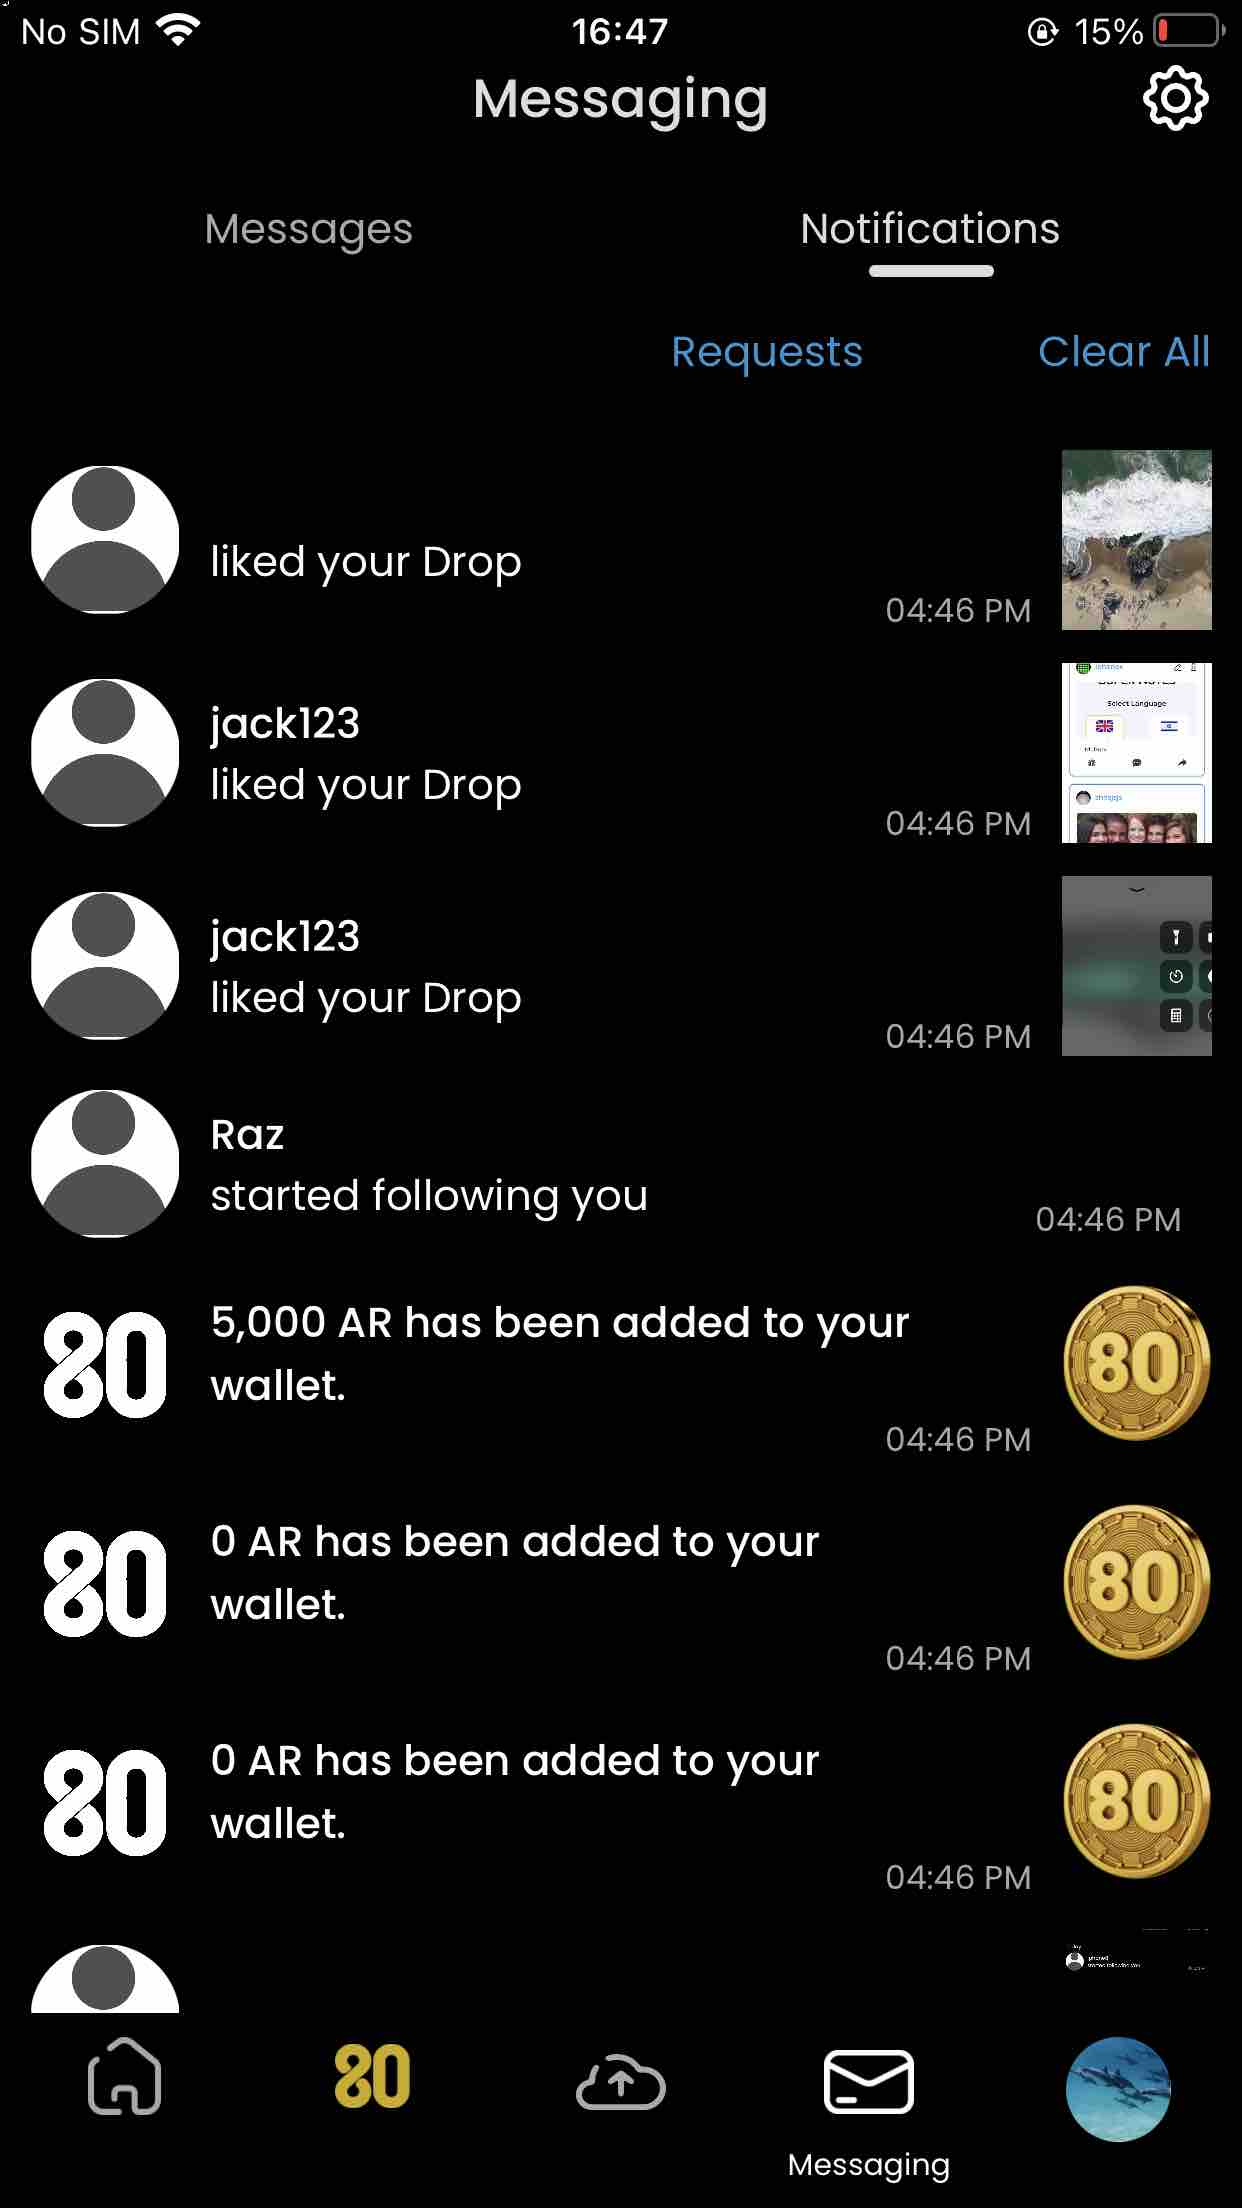 No SIM
16:47
15%
Messaging
Messages
Notifications
Requests
Clear All
liked your Drop
04:46 PM
jack123
liked your Drop
04:46 PM
Select Language
jack123
liked your Drop
04:46 PM
Raz
started following you
04:46 PM
80
5,000 AR has been added to your
wallet.
04:46 PM
80
80
0 AR has been added to your
wallet.
04:46 PM
80
80
0 AR has been added to your
wallet.
04:46 PM
80
started following you
80
Messaging